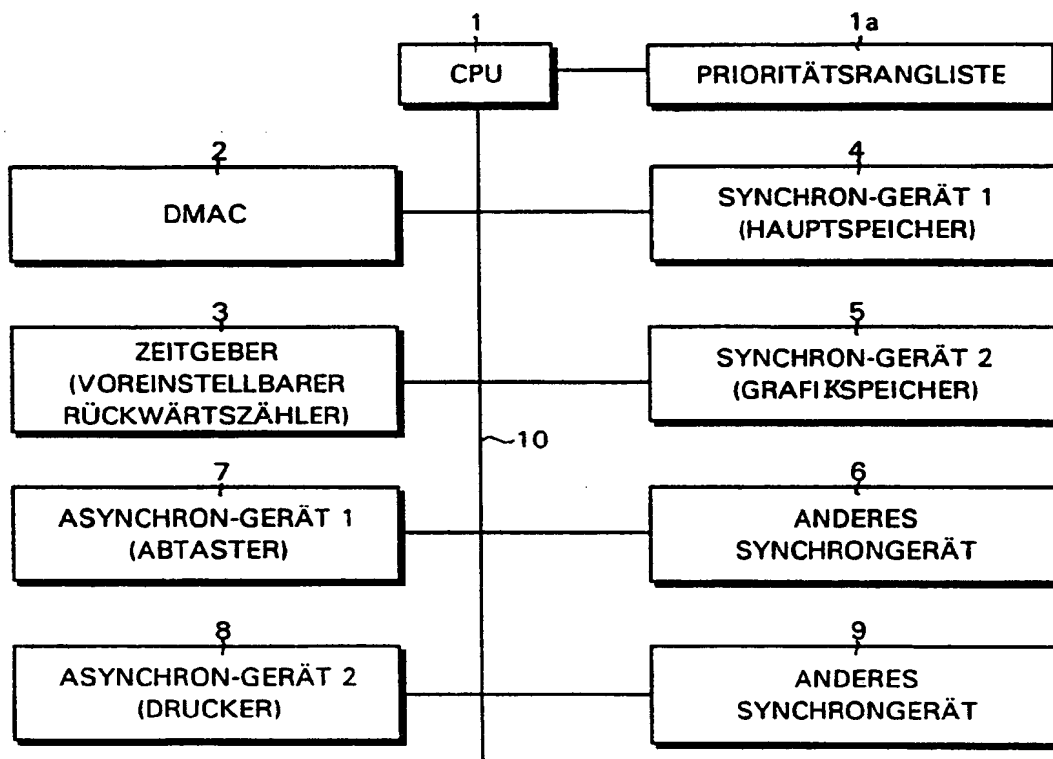 1
CPU
1a
PRIORITÄTSRANGLISTE
2
DMAC
4
SYNCHRON-GERÄT 1
(HAUPTSPEICHER)
3
ZEITGEBER
(VOREINSTELLBARER
RÜCKWÄRTSZÄHLER)
5
SYNCHRON-GERÄT 2
(GRAFIKSPEICHER)
10
7
ASYNCHRON-GERÄT 1
(ABTASTER)
6
ANDERES
SYNCHRONGERÄT
8
ASYNCHRON-GERÄT 2
(DRUCKER)
9
ANDERES
SYNCHRONGERÄT